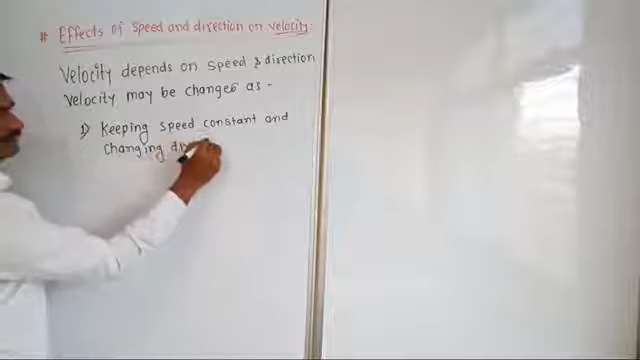 # Effects of speed and direction on velocity:
Velocity depends on speed & direction
Velocity may be changed as -
1) Keeping speed constant and
changing dir